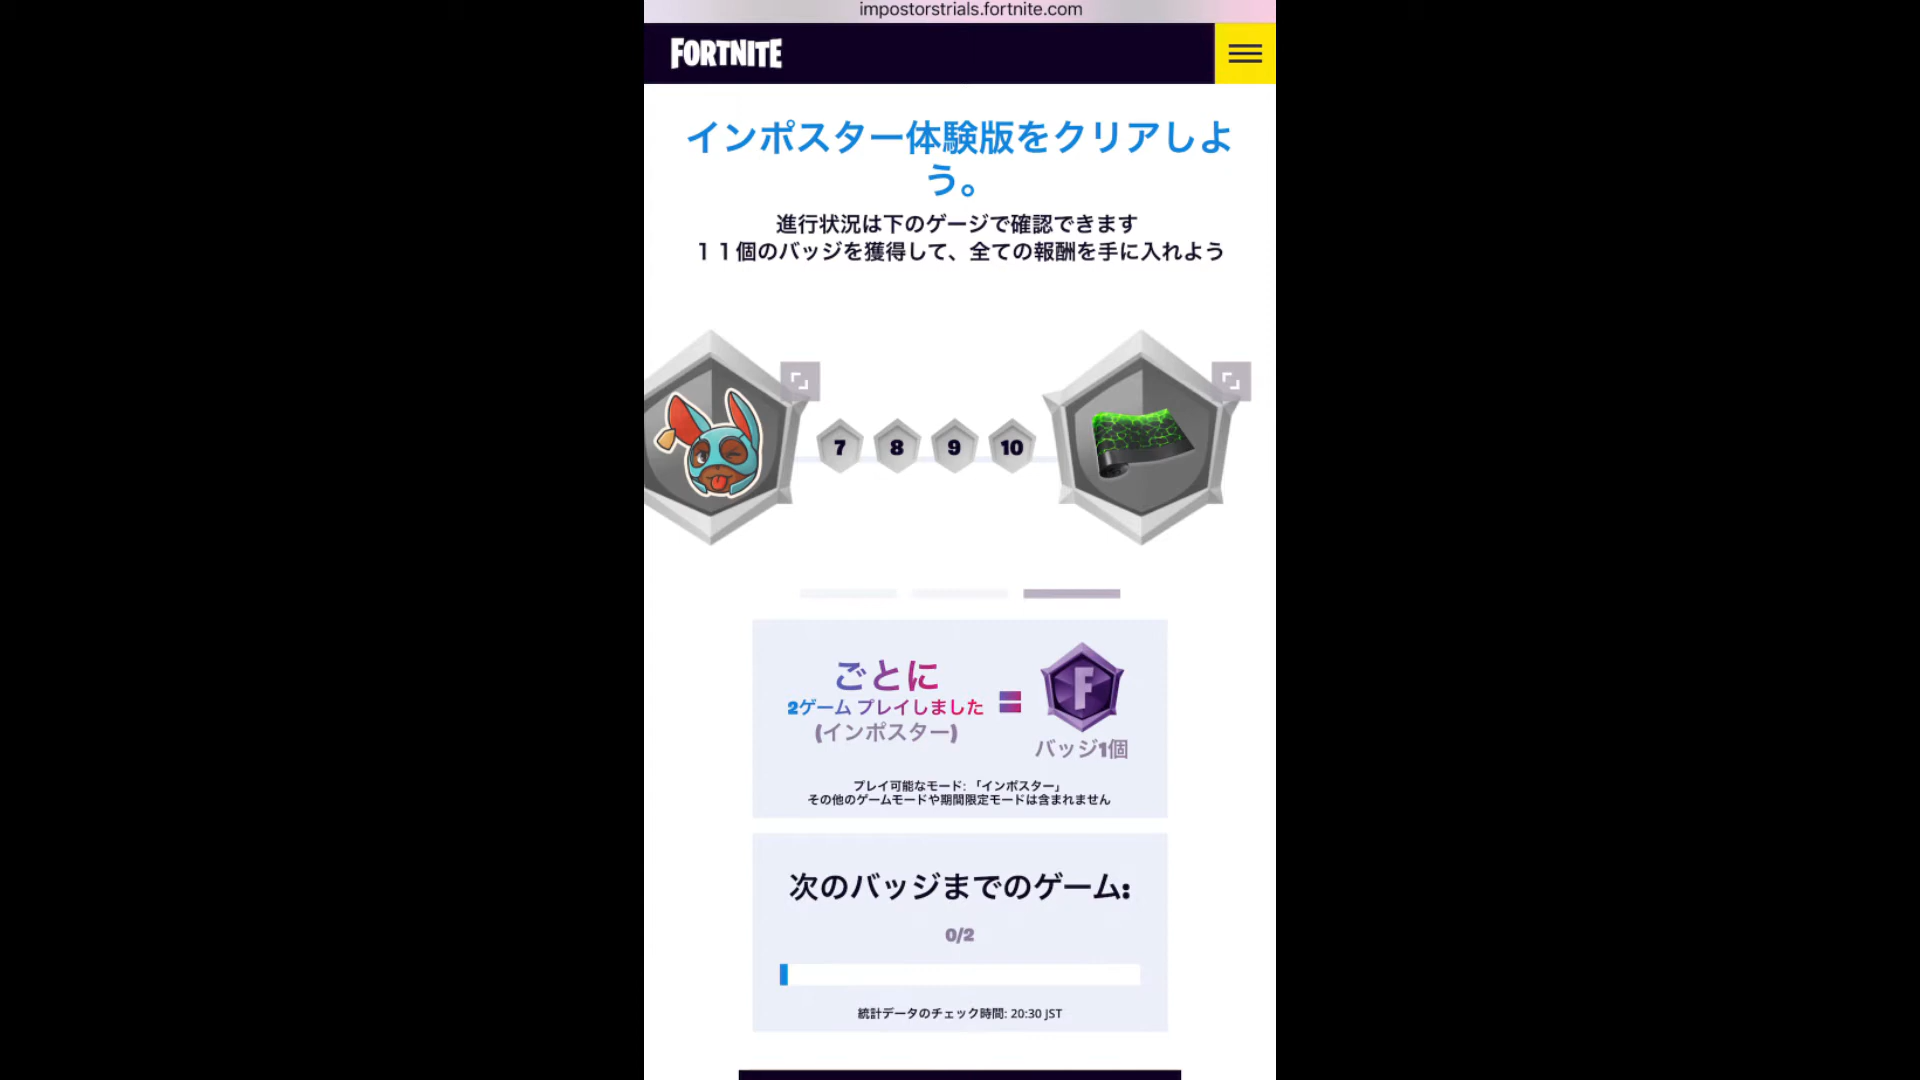 impostorstrials.fortnite.com
FORTNITE
インポスター体験版をクリアしよ
う。
進行状況は下のゲージで確認できます
１１個のバッジを獲得して、全ての報酬を手に入れよう
7 8 9 10
ごとに
2ゲーム プレイしました
(インポスター)
=
F
バッジ1個
プレイ可能なモード: 「インポスター」
その他のゲームモードや期間限定モードは含まれません
次のバッジまでのゲーム:
0/2
統計データのチェック時間: 20:30 JST